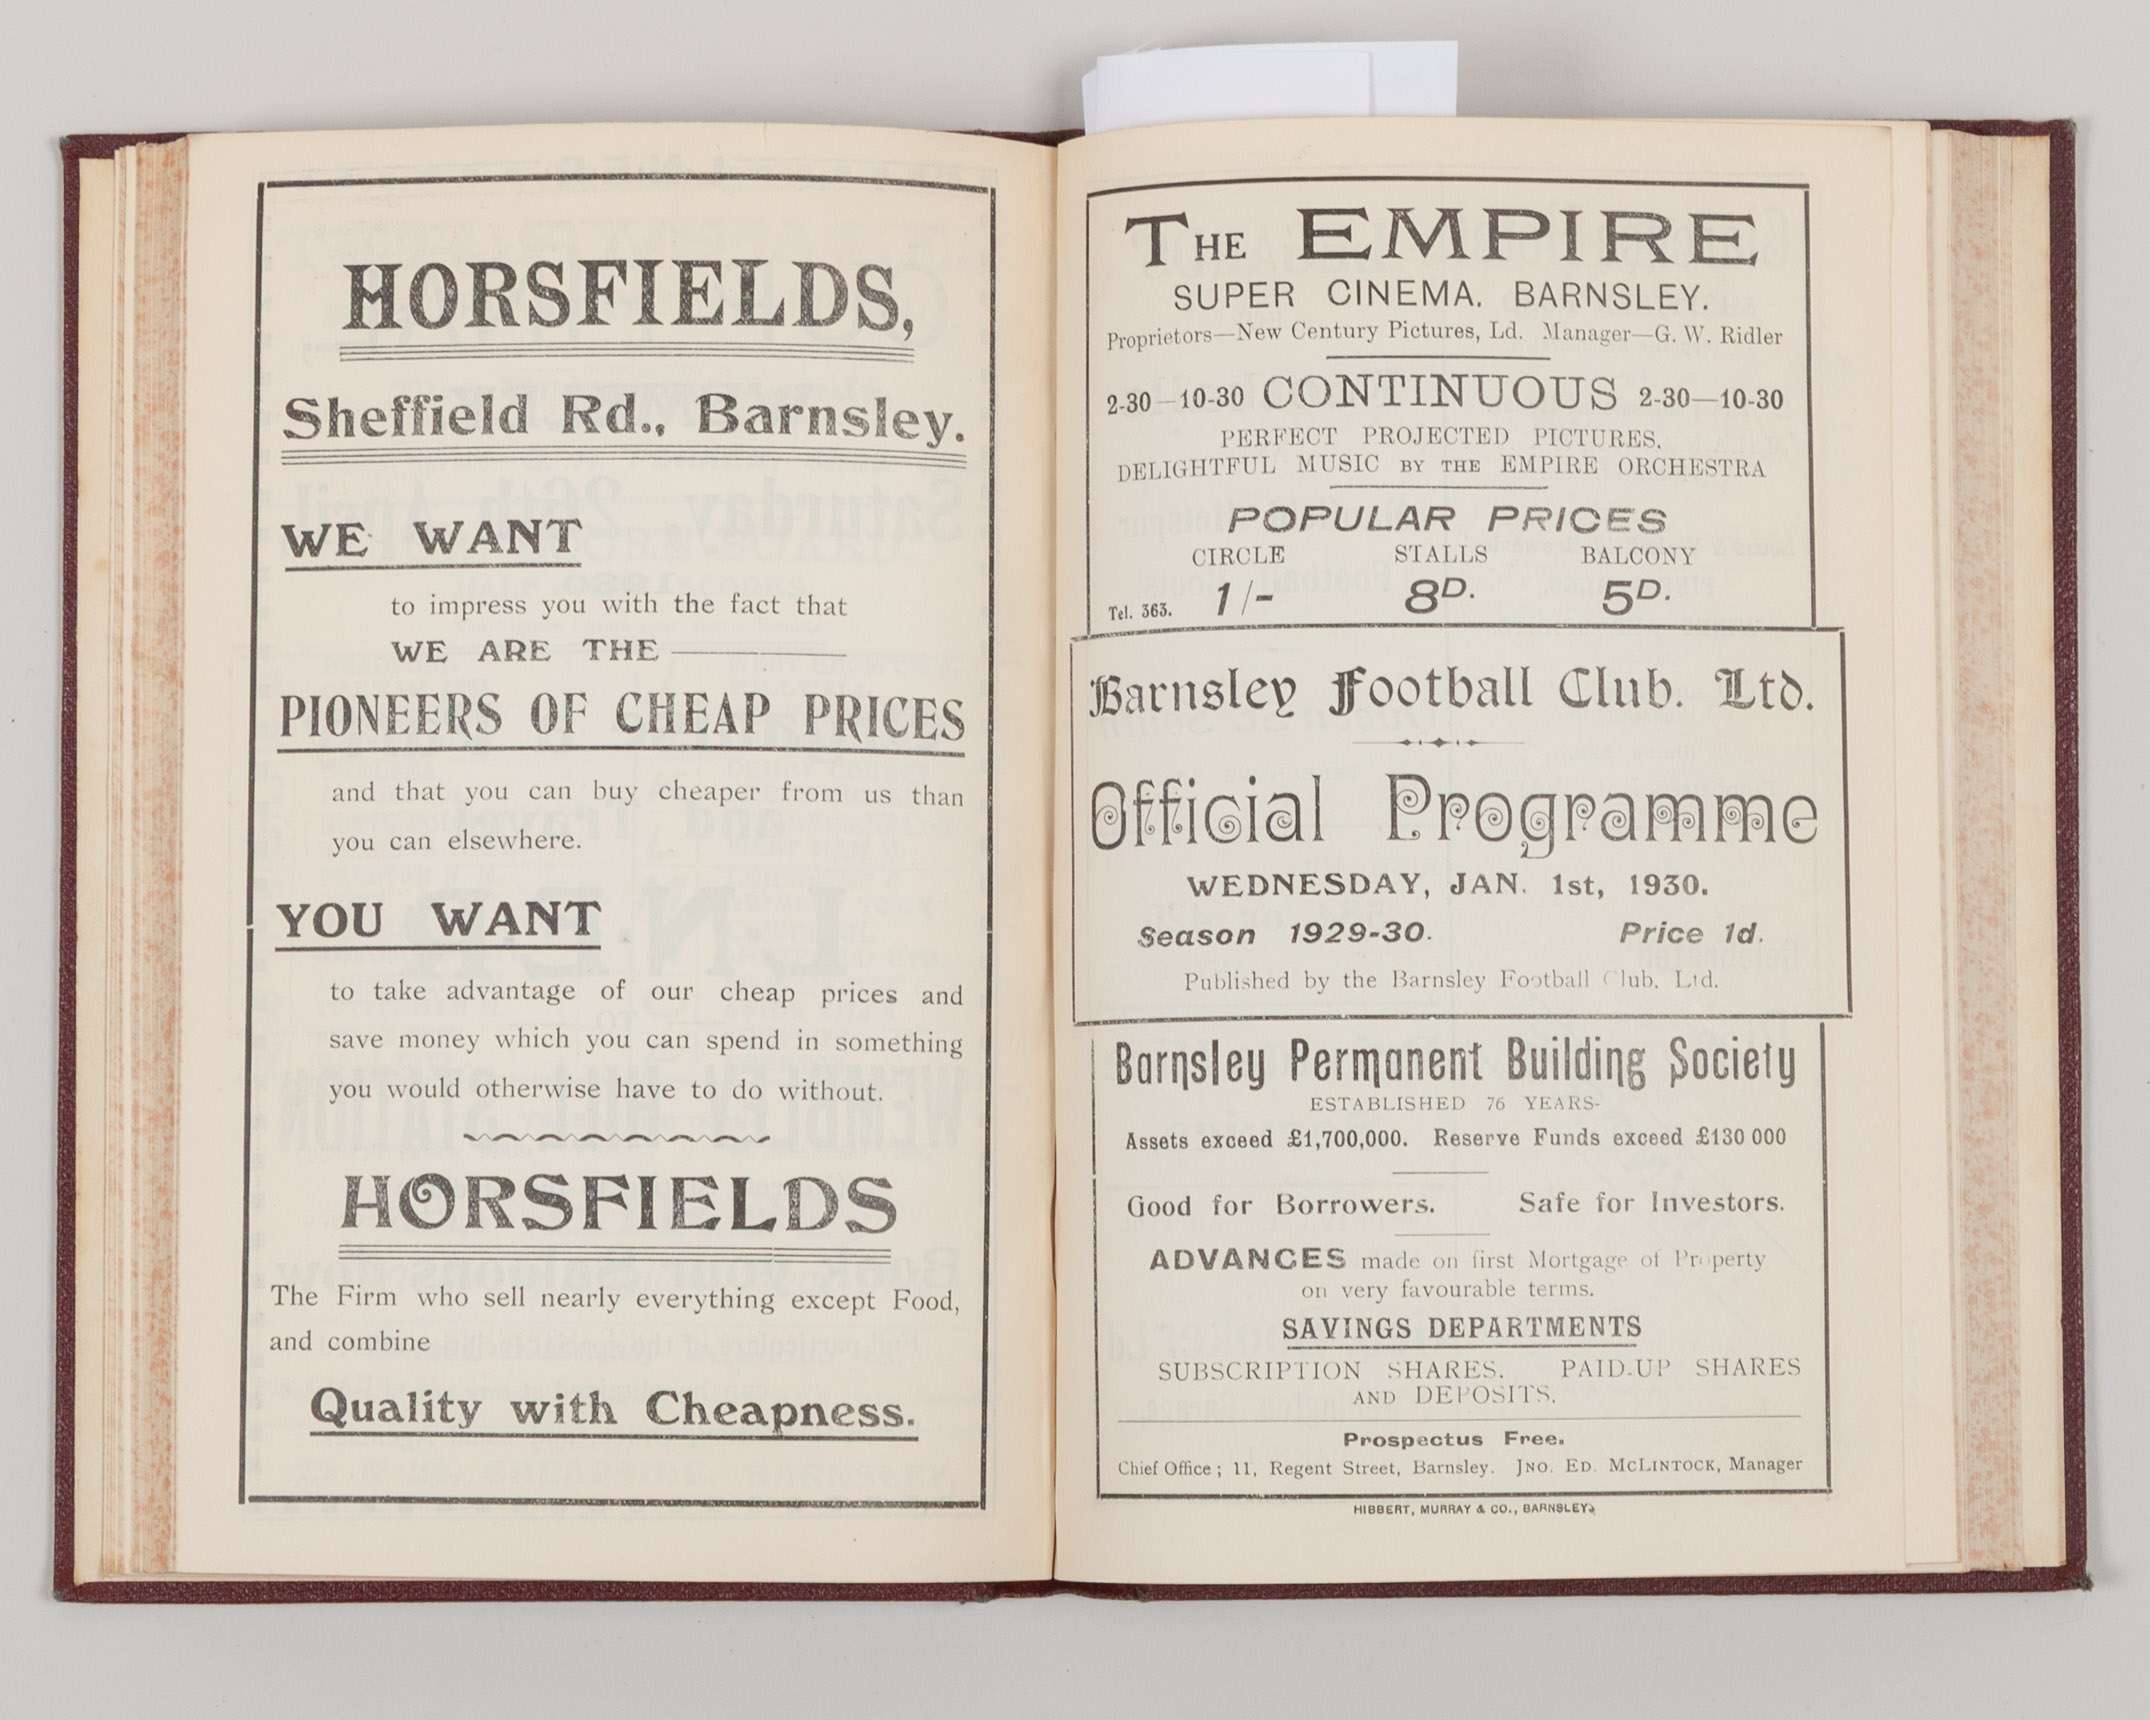 HORSFIELDS,
Sheffield Rd., Barnsley.
WE WANT
to impress you with the fact that
WE ARE THE
PIONEERS OF CHEAP PRICES
and that you can buy cheaper from us than
you can elsewhere.
YOU WANT
to take advantage of our cheap prices and
save money which you can spend in something
you would otherwise have to do without.
HORSFIELDS
The Firm who sell nearly everything except Food,
and combine
Quality with Cheapness.
THE EMPIRE
SUPER CINEMA. BARNSLEY.
Proprietors—New Century Pictures, Ld. Manager—G. W. Ridler
2-30—10-30 CONTINUOUS 2-30—10-30
PERFECT PROJECTED PICTURES.
DELIGHTFUL MUSIC BY THE EMPIRE ORCHESTRA
POPULAR PRICES
CIRCLE STALLS BALCONY
Tel. 363. 1/- 8D. 5D.
Barnsley Football Club. Ltd.
Official Programme
WEDNESDAY, JAN. 1st, 1930.
Season 1929-30. Price 1d.
Published by the Barnsley Football Club, Ltd.
Barnsley Permanent Building Society
ESTABLISHED 76 YEARS-
Assets exceed £1,700,000. Reserve Funds exceed £130 000
Good for Borrowers. Safe for Investors.
ADVANCES made on first Mortgage of Property
on very favourable terms.
SAVINGS DEPARTMENTS
SUBSCRIPTION SHARES. PAID-UP SHARES
AND DEPOSITS.
Prospectus Free.
Chief Office; 11, Regent Street, Barnsley. JNO. ED. MCLINTOCK, Manager
HIBBERT, MURRAY & CO., BARNSLEY